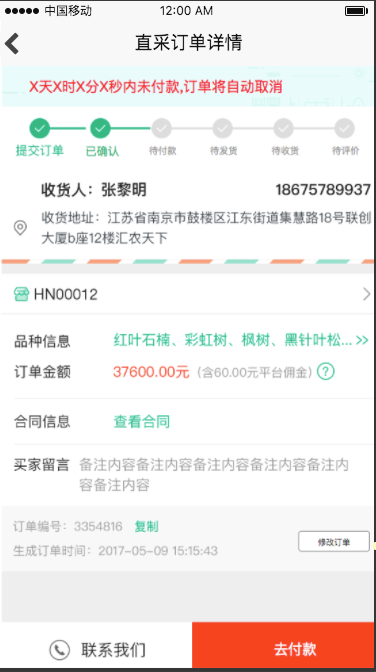 中国移动 12:00 AM
直采订单详情
X天X时X分X秒内未付款,订单将自动取消
提交订单 已确认 待付款 待发货 待收货 待评价
收货人：张黎明 18675789937
收货地址：江苏省南京市鼓楼区江东街道集慧路18号联创
大厦b座12楼汇农天下
HN00012
品种信息 红叶石楠、彩虹树、枫树、黑针叶松... >>
订单金额 37600.00元（含60.00元平台佣金）?
合同信息 查看合同
买家留言 备注内容备注内容备注内容备注内容备注内
容备注内容
订单编号：3354816 复制
修改订单
生成订单时间：2017-05-09 15:15:43
联系我们 去付款